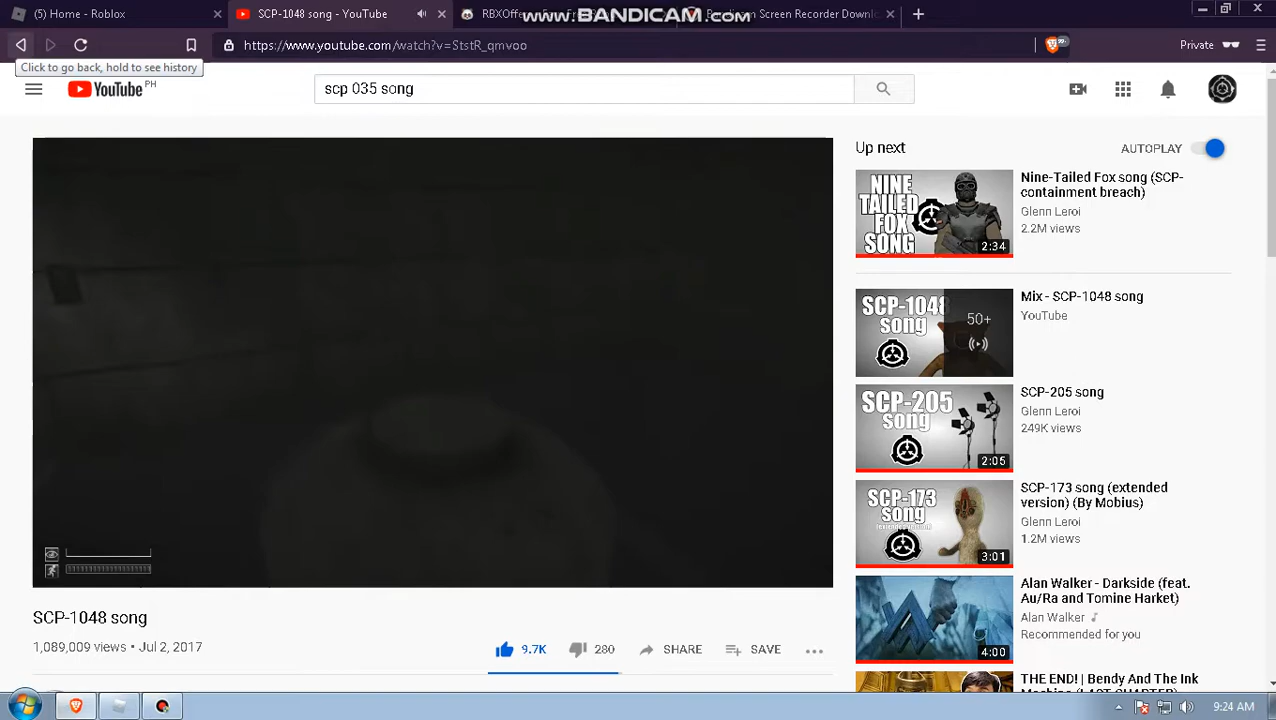 Home - Roblox
SCP-1048 song - YouTube
RBXOffe
www.BANDICAM.com
Screen Recorder Downl
https://www.youtube.com/watch?v=StstR_qmvoo
99+
Private
Click to go back, hold to see history
YouTube PH
scp 035 song
Up next
AUTOPLAY
NINE
TAILED
FOX
SONG
2:34
Nine-Tailed Fox song (SCP-
containment breach)
Glenn Leroi
2.2M views
SCP-1048
song
50+
Mix - SCP-1048 song
YouTube
SCP-205
song
2:05
SCP-205 song
Glenn Leroi
249K views
SCP-173
song
3:01
SCP-173 song (extended
version) (By Mobius)
Glenn Leroi
1.2M views
4:00
Alan Walker - Darkside (feat.
Au/Ra and Tomine Harket)
Alan Walker
Recommended for you
THE END! | Bendy And The Ink
Machine (LAST CHAPTER)
SCP-1048 song
1,089,009 views • Jul 2, 2017
9.7K
280
SHARE
SAVE
9:24 AM